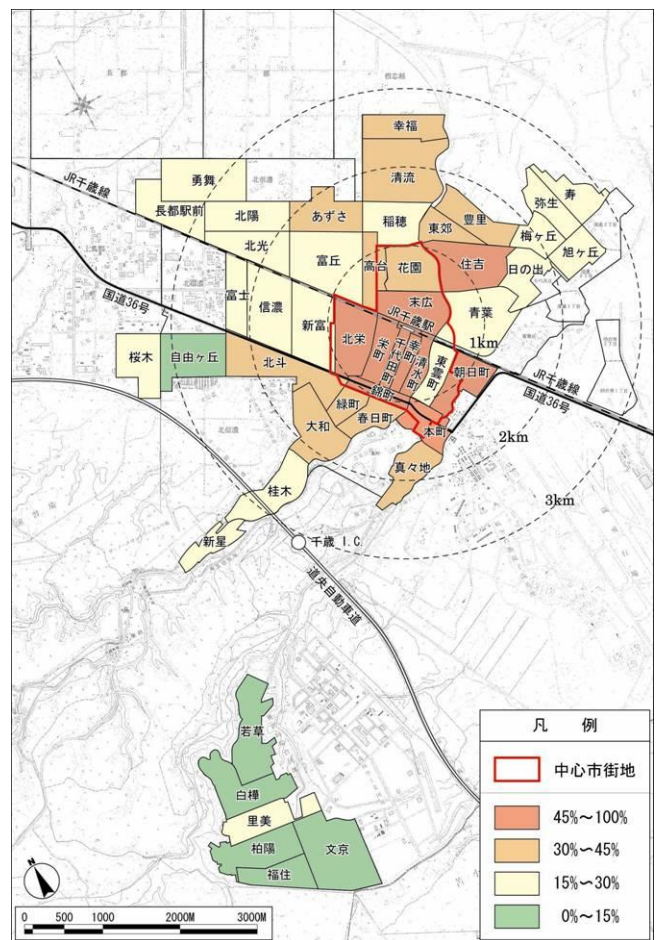 幸福
清流
勇舞
JR千歳線
長都駅前
北陽
あずさ
稲穂
東郊
豊里
弥生
寿
梅ヶ丘
旭ヶ丘
北光
富丘
高台
花園
住吉
日の出
富士
信濃
新富
末広
青葉
JR千歳駅
1km
国道36号
北栄
栄町
千代田町
幸町
清水町
東雲町
朝日町
JR千歳線
国道36号
桜木
自由ヶ丘
北斗
錦町
緑町
春日町
本町
大和
真々地
2km
3km
桂木
新星
千歳 I.C.
道央自動車道
若草
白樺
里美
柏陽
文京
福住
凡 例
中心市街地
45%~100%
30%~45%
15%~30%
0%~15%
N
0 500 1000 2000M 3000M